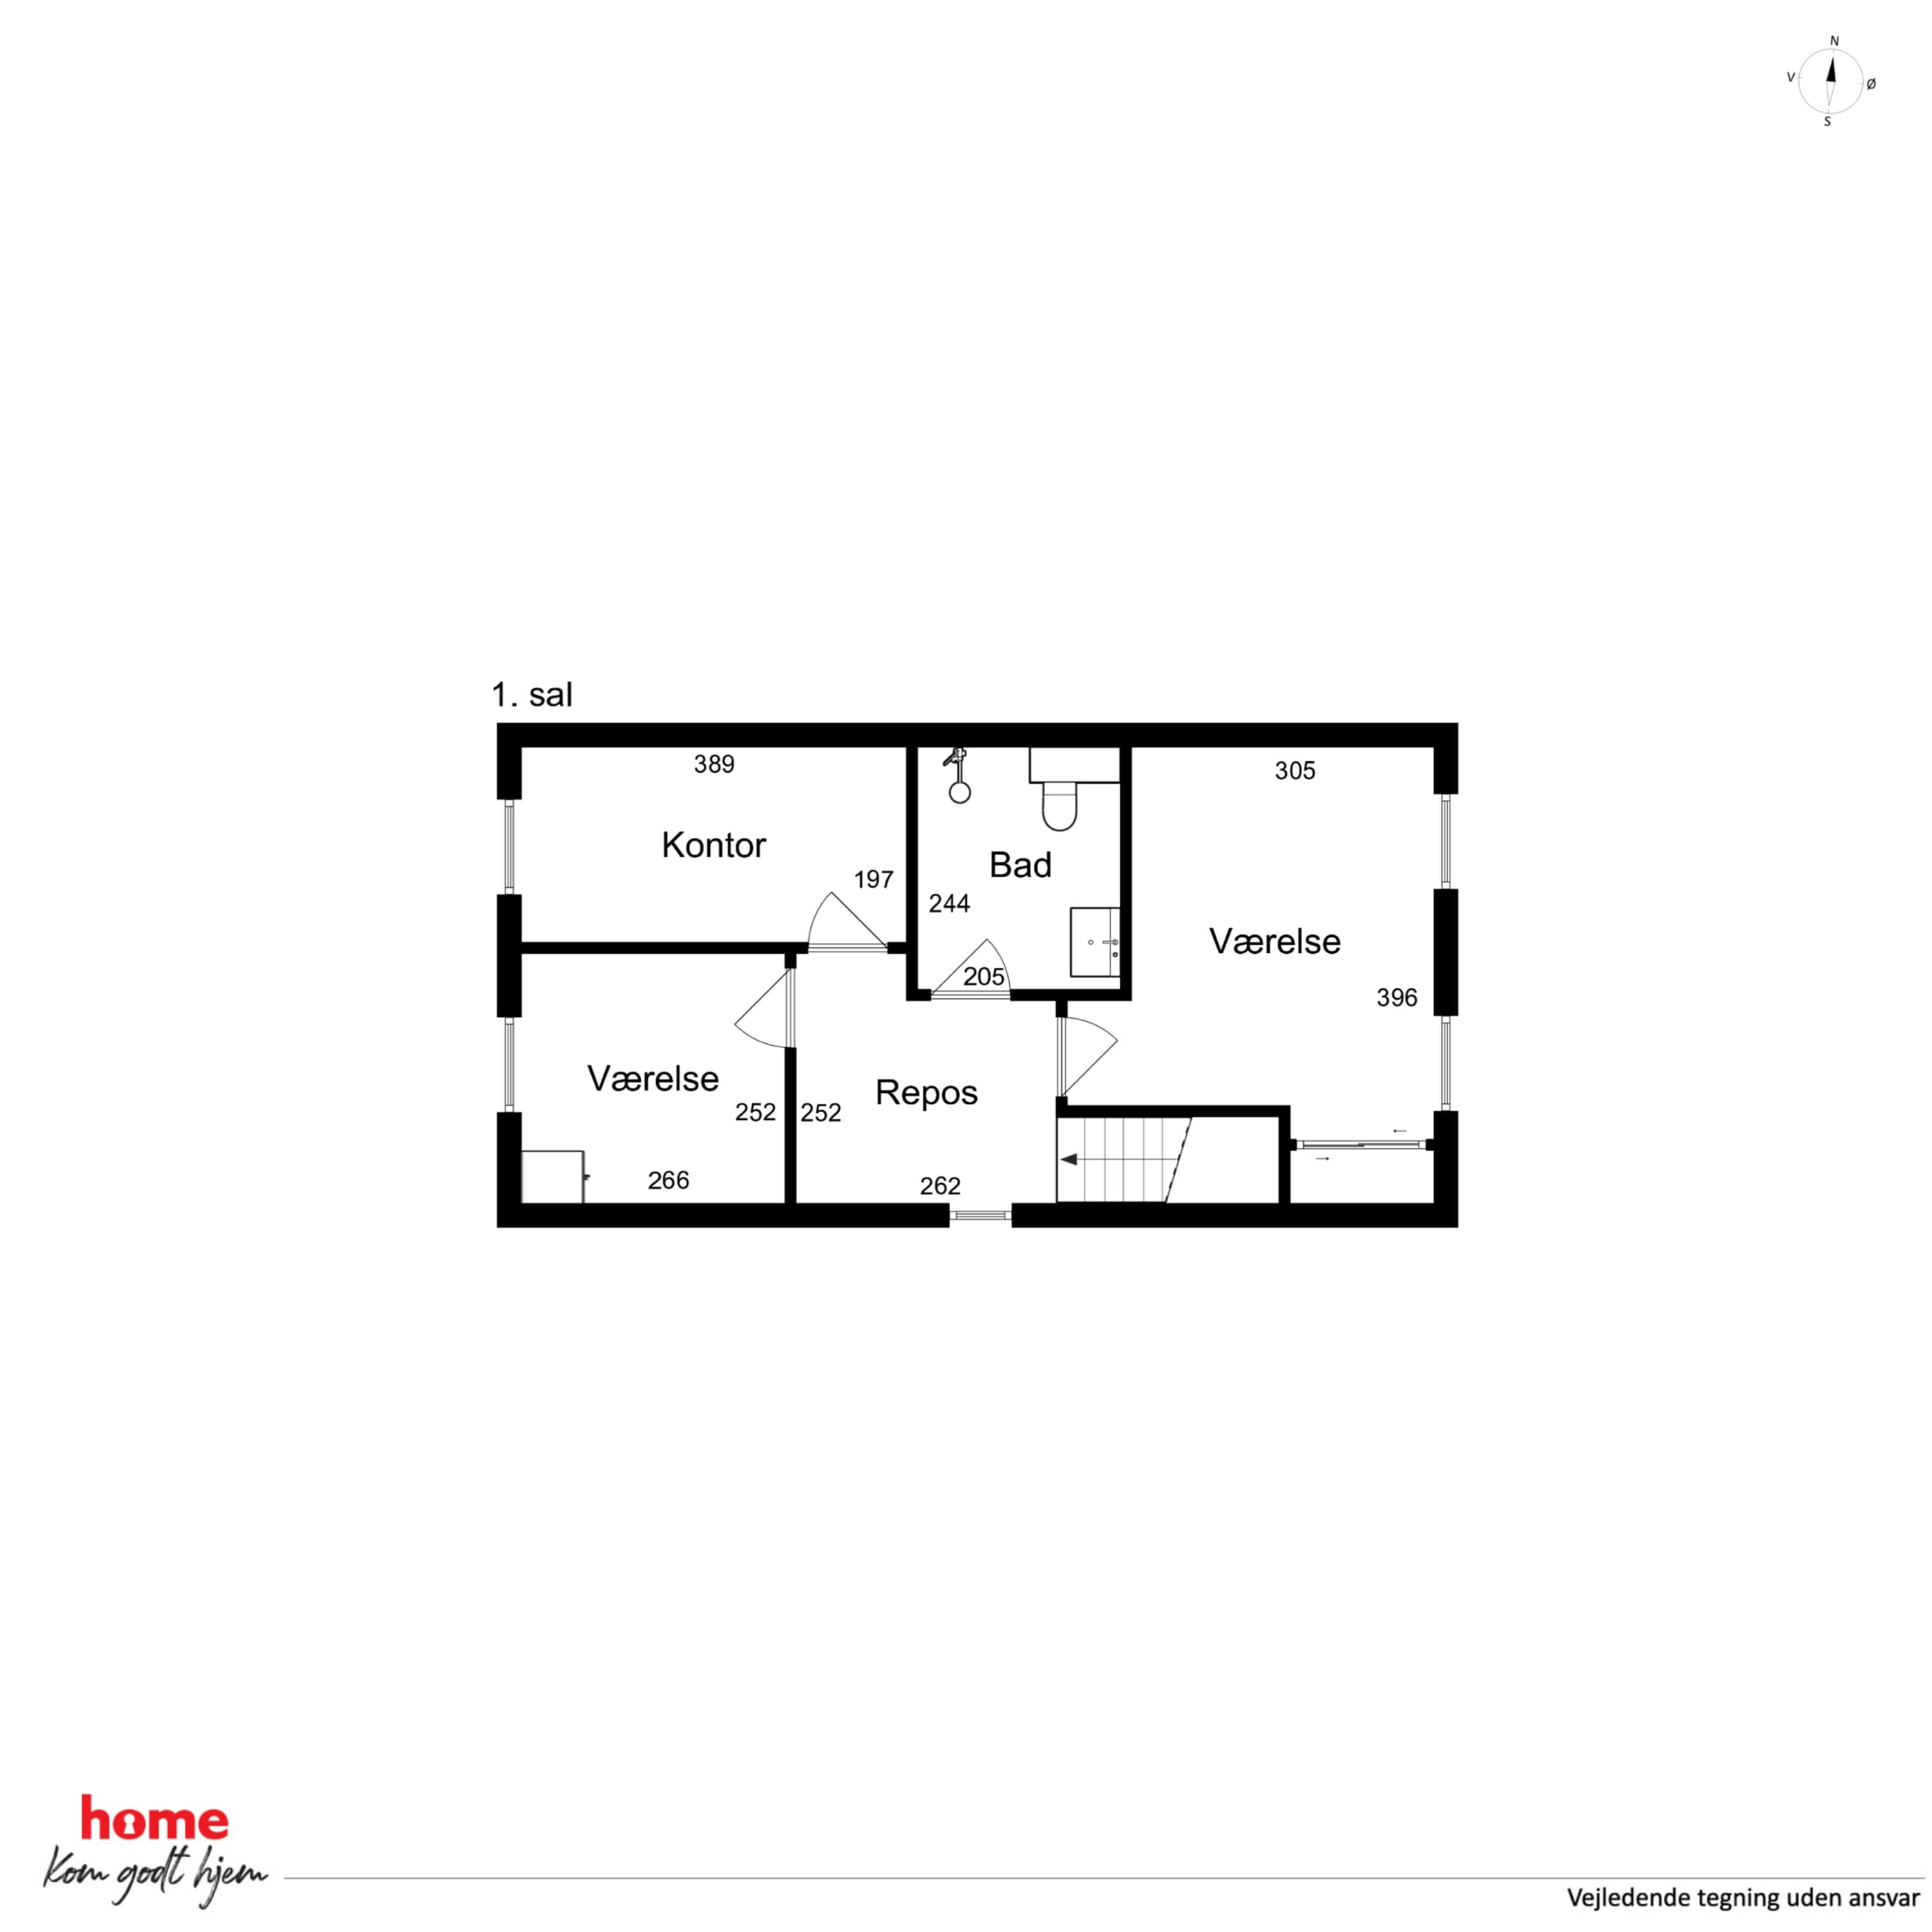 N
V
Ø
S
1. sal
389
305
Kontor
Bad
197
244
Værelse
205
396
Værelse
Repos
252
252
266
262
home
Kom godt hjem
Vejledende tegning uden ansvar